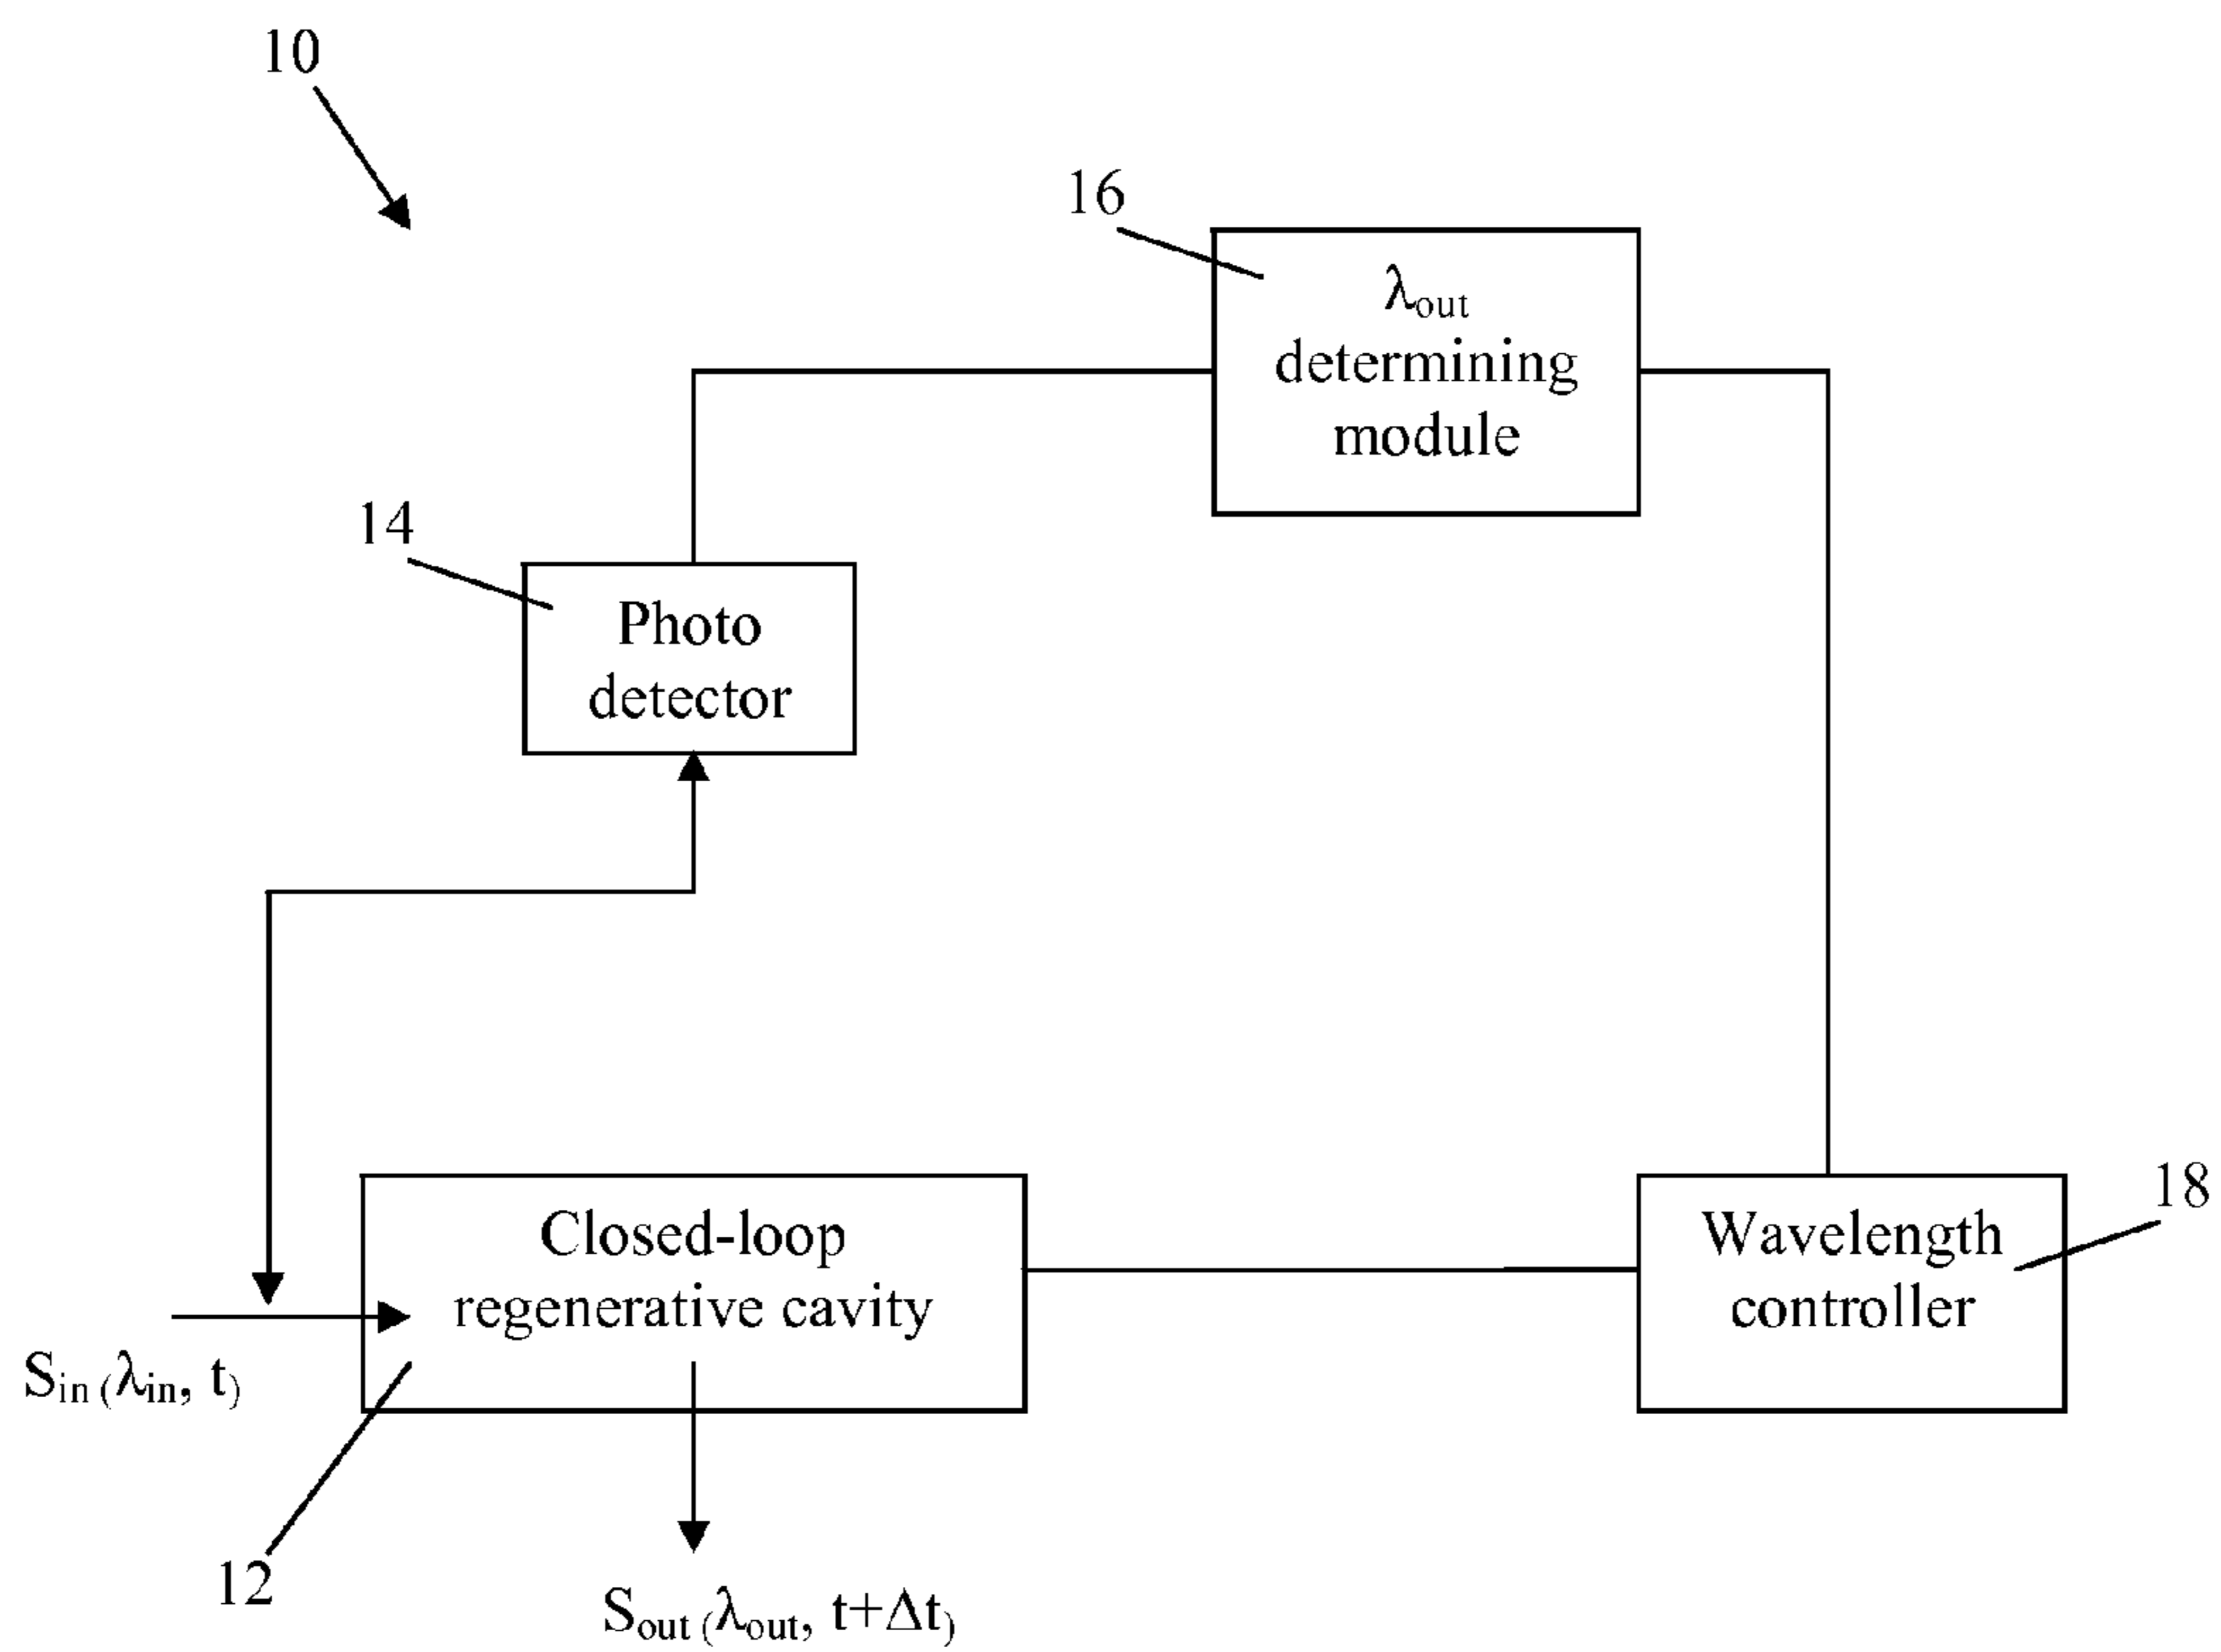 10
16
λout
determining
module
14
Photo
detector
Closed-loop
regenerative cavity
Wavelength
controller
18
Sin (λin, t)
12
Sout (λout, t+Δt)